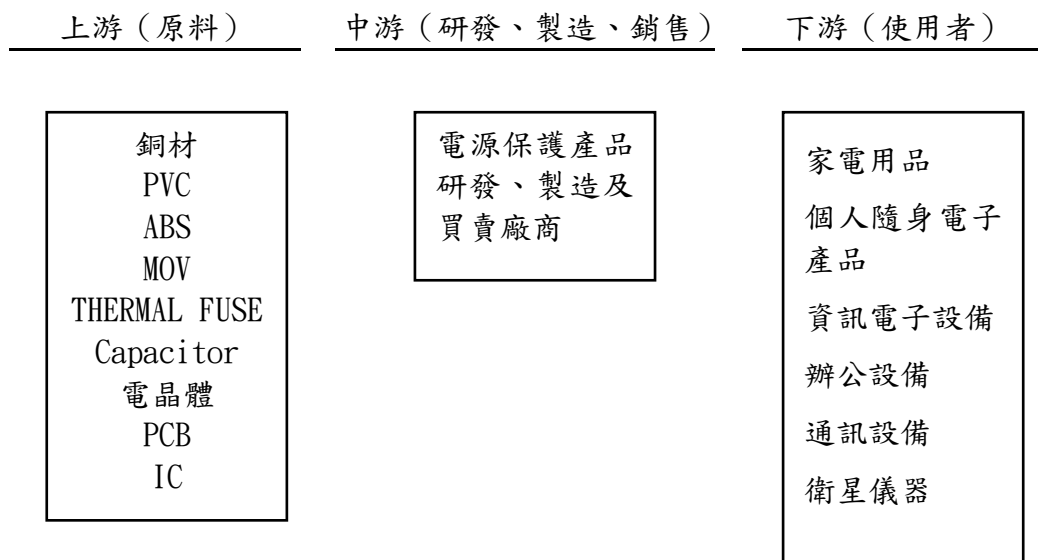 上游（原料）
中游（研發、製造、銷售）
下游（使用者）
銅材
PVC
ABS
MOV
THERMAL FUSE
Capacitor
電晶體
PCB
IC
電源保護產品
研發、製造及
買賣廠商
家電用品
個人隨身電子
產品
資訊電子設備
辦公設備
通訊設備
衛星儀器